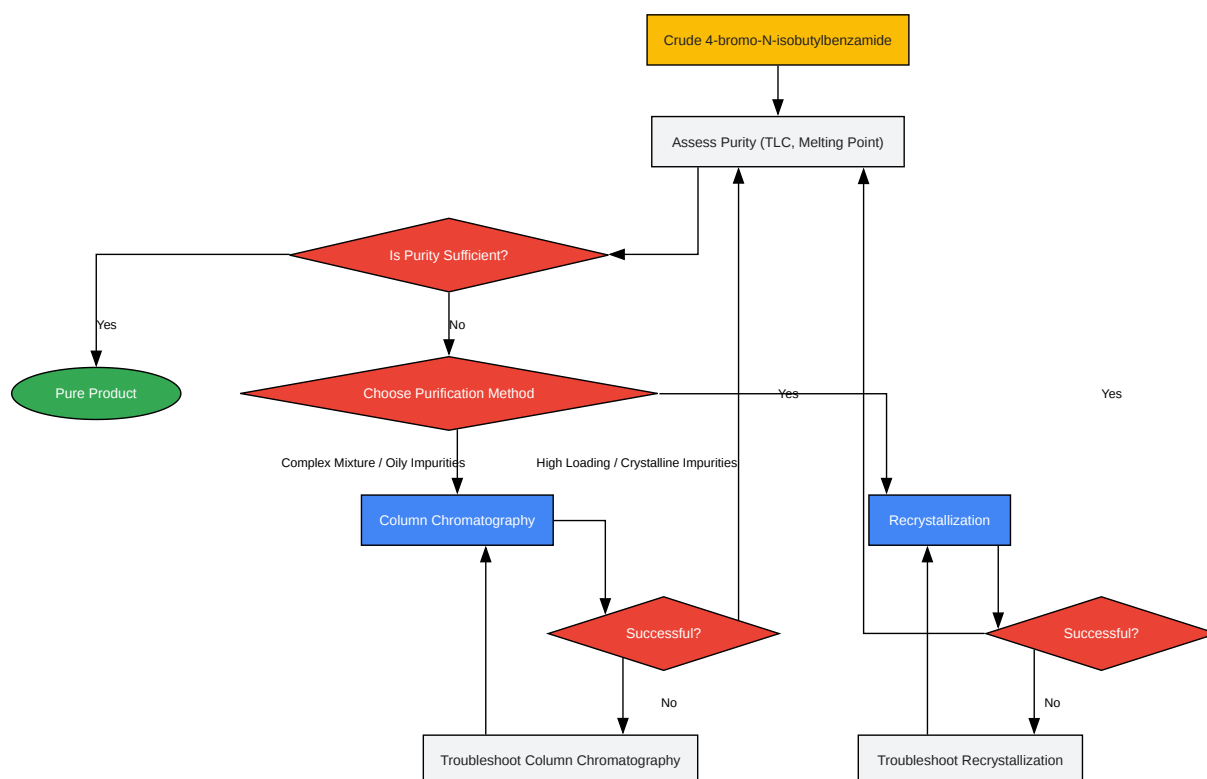 Crude 4-bromo-N-isobutylbenzamide
Assess Purity (TLC, Melting Point)
Is Purity Sufficient?
Yes
No
Pure Product
Choose Purification Method
Yes
Yes
Complex Mixture / Oily Impurities
High Loading / Crystalline Impurities
Column Chromatography
Recrystallization
Successful?
Successful?
No
No
Troubleshoot Column Chromatography
Troubleshoot Recrystallization